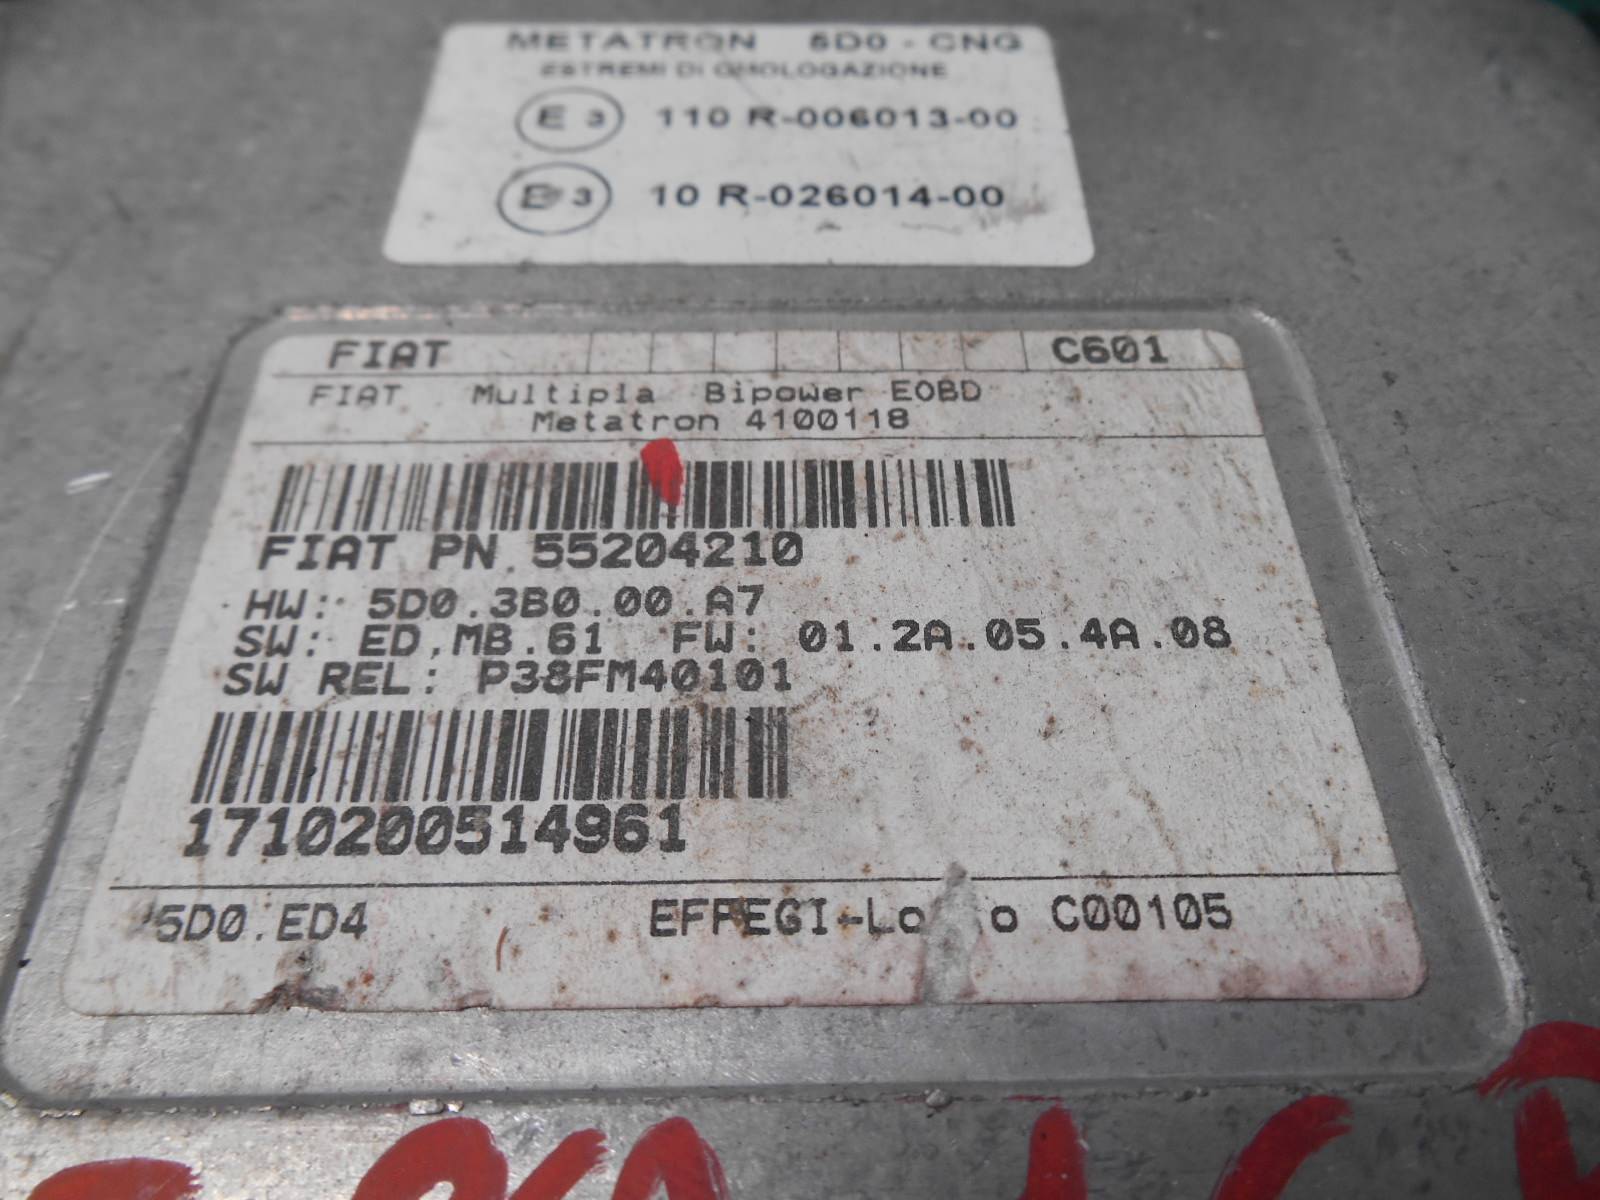 METATRON 5D0 - CNG
ESTREMI DI OMOLOGAZIONE
E 3 110 R-006013-00
E 3 10 R-026014-00
FIAT C601
FIAT Multipla Bipower EOBD
Metatron 4100118
FIAT PN 55204210
HW: 5D0.3B0.00.A7
SW: ED.MB.61 FW: 01.2A.05.4A.08
SW REL: P38FM40101
1710200514961
5D0.ED4 EFFEGI- C00105